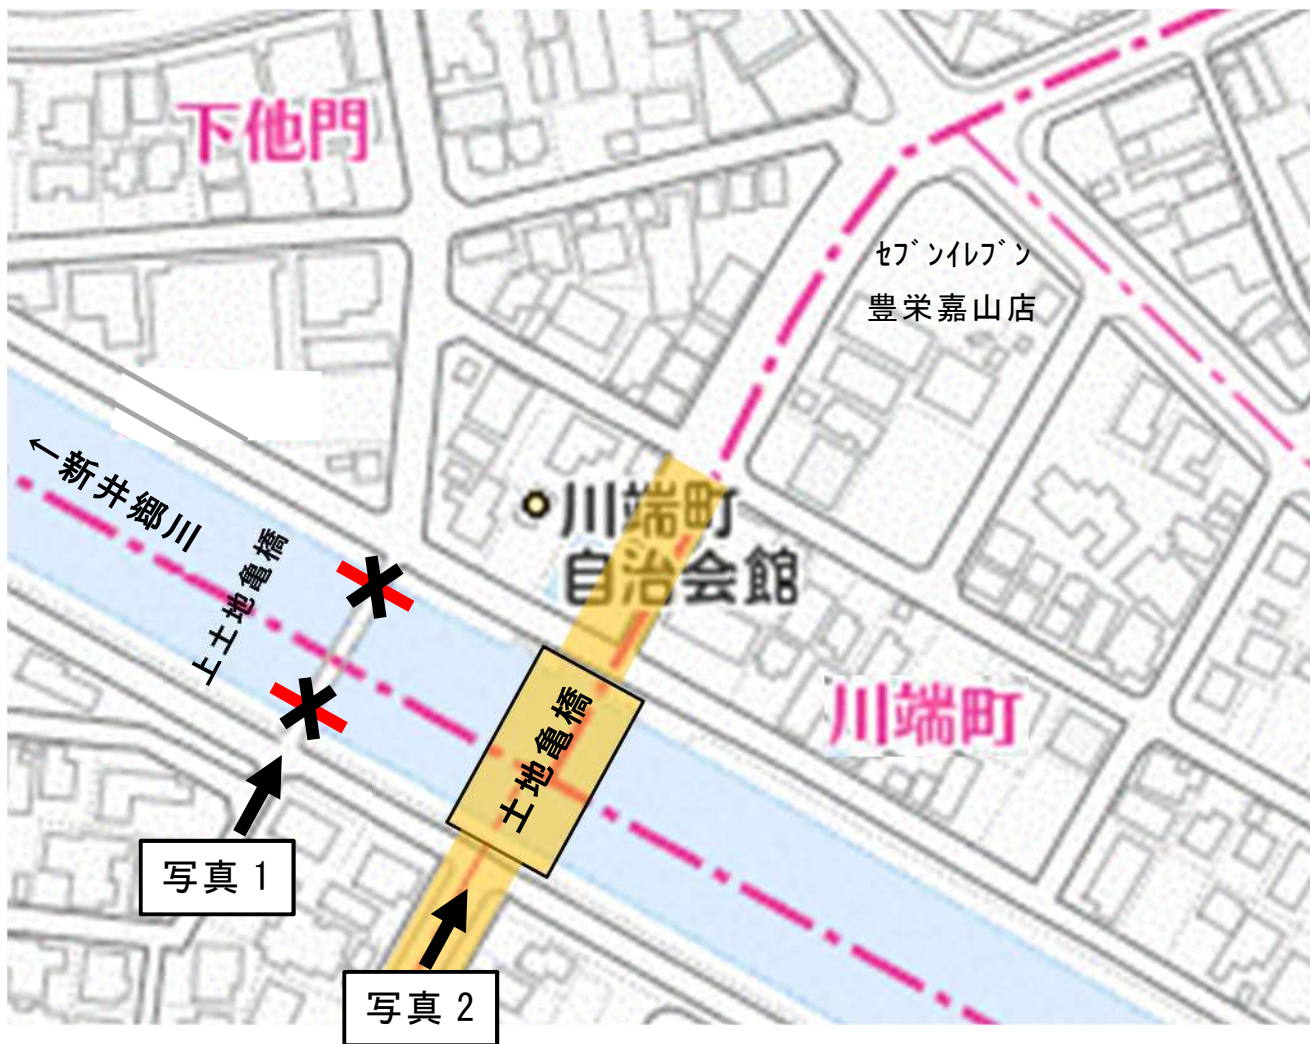 下他門
ｾﾌﾞﾝｲﾚﾌﾞﾝ
豊栄嘉山店
←新井郷川
川端町
自治会館
上土地亀橋
土地亀橋
川端町
写真1
写真2